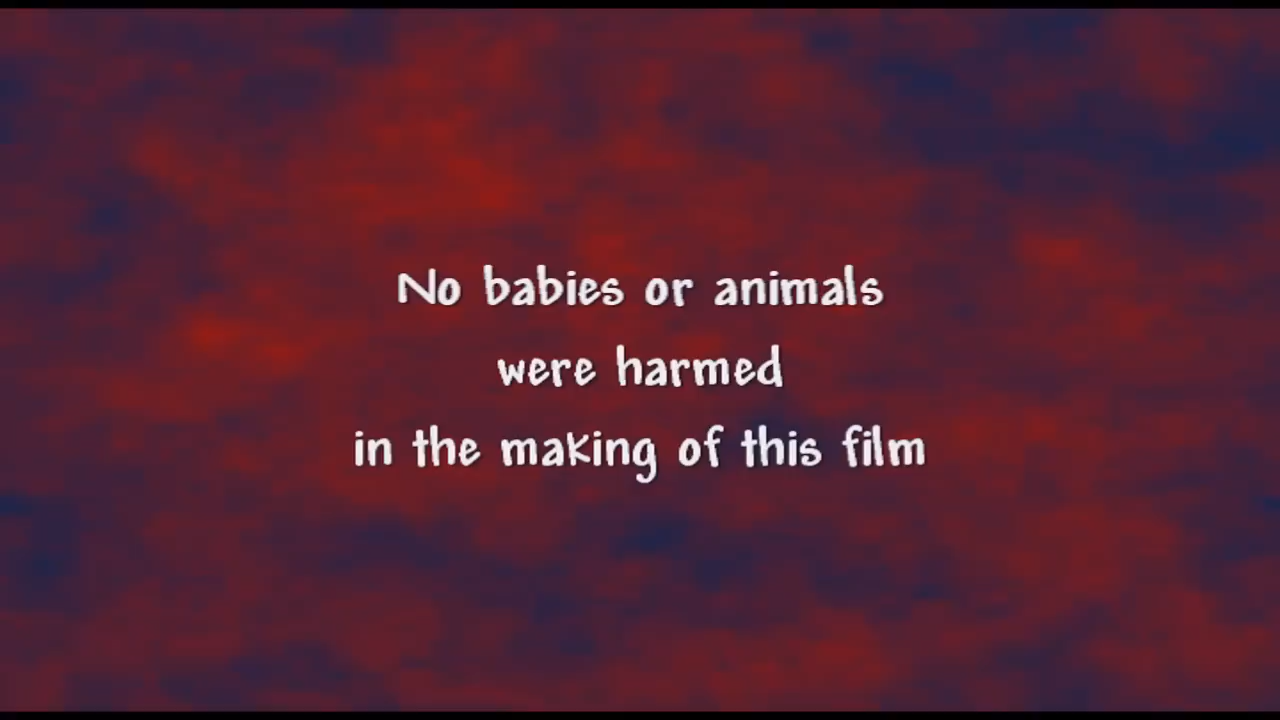 No babies or animals
were harmed
in the making of this film